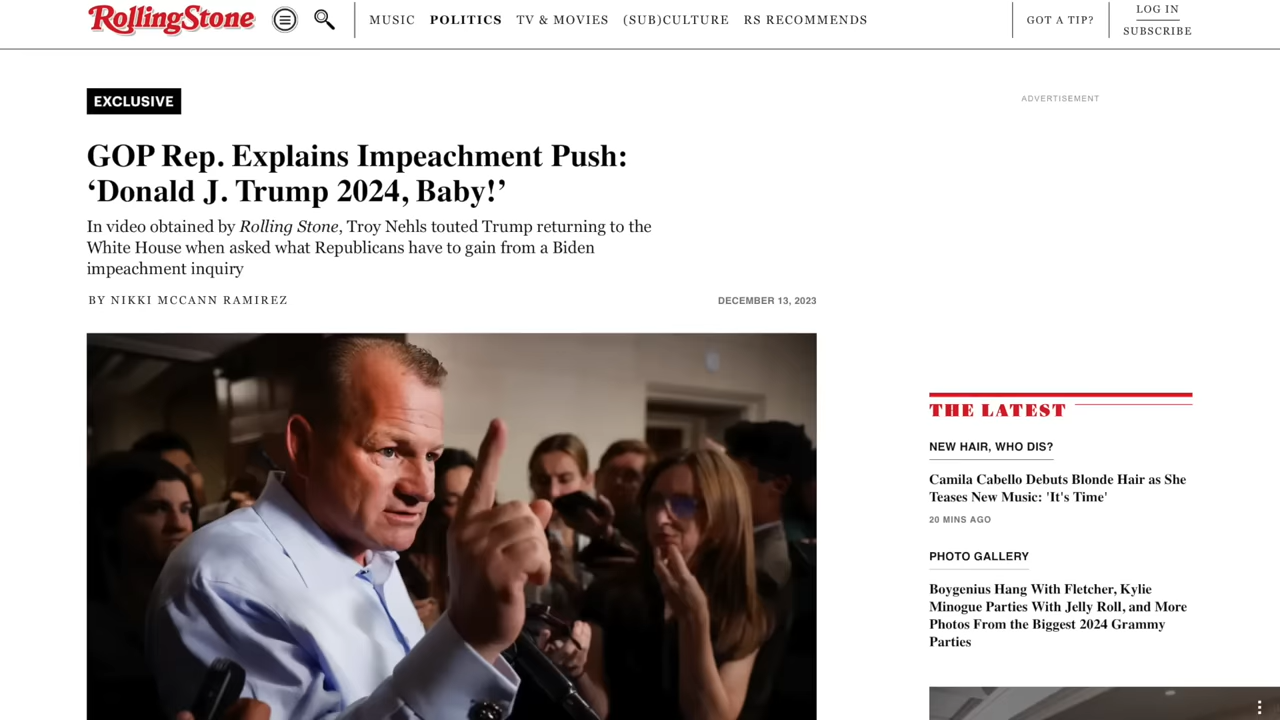 RollingStone
MUSIC POLITICS TV & MOVIES (SUB)CULTURE RS RECOMMENDS
GOT A TIP?
LOG IN
SUBSCRIBE
EXCLUSIVE
ADVERTISEMENT
GOP Rep. Explains Impeachment Push:
‘Donald J. Trump 2024, Baby!’
In video obtained by Rolling Stone, Troy Nehls touted Trump returning to the
White House when asked what Republicans have to gain from a Biden
impeachment inquiry
BY NIKKI MCCANN RAMIREZ
DECEMBER 13, 2023
THE LATEST
NEW HAIR, WHO DIS?
Camila Cabello Debuts Blonde Hair as She
Teases New Music: 'It's Time'
20 MINS AGO
PHOTO GALLERY
Boygenius Hang With Fletcher, Kylie
Minogue Parties With Jelly Roll, and More
Photos From the Biggest 2024 Grammy
Parties